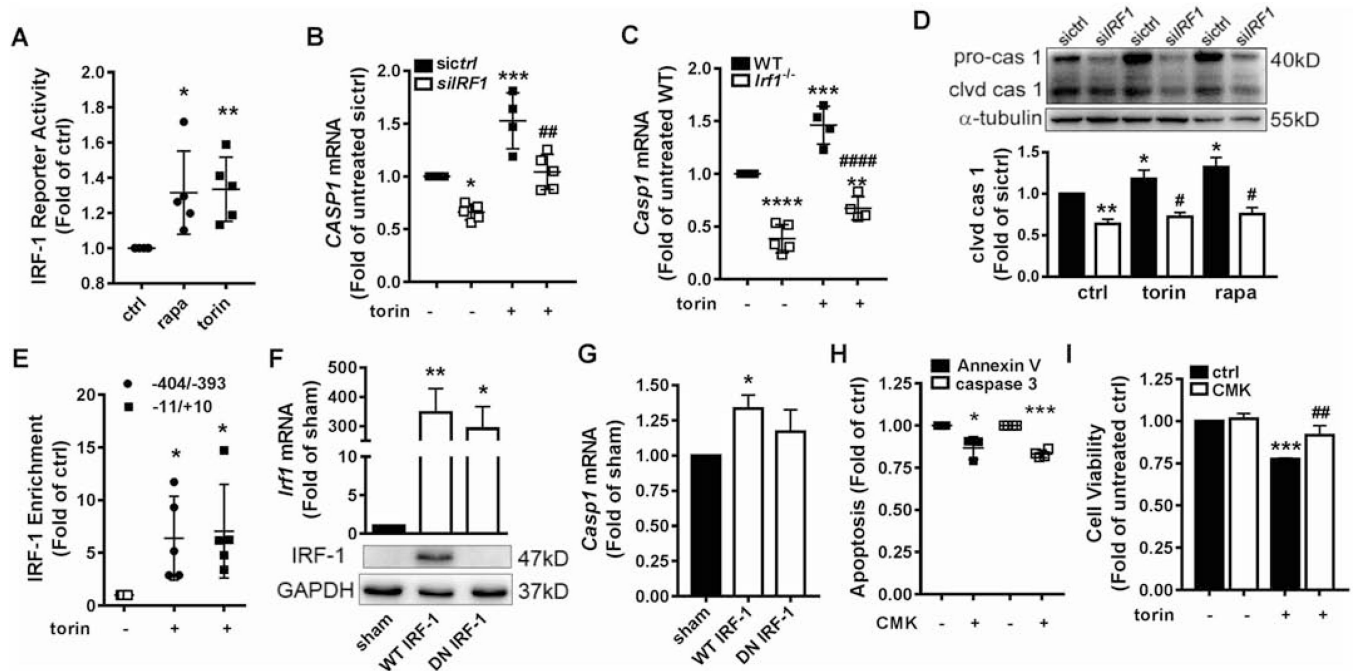 A
IRF-1 Reporter Activity
(Fold of ctrl)
1.8
1.6
1.4
1.2
1.0
0.8
*
**
ctrl
rapa
torin
B
CASP1 mRNA
(Fold of untreated sictrl)
2.0
1.5
1.0
0.5
0.0
sictrl
siIRF1
*
***
##
torin
-
-
+
+
C
Casp1 mRNA
(Fold of untreated WT)
2.0
1.5
1.0
0.5
0.0
WT
Irf1-/-
****
***
####
**
torin
-
-
+
+
D
sictrl
siIRF1
sictrl
siIRF1
sictrl
siIRF1
pro-cas 1
40kD
clvd cas 1
α-tubulin
55kD
clvd cas 1
(Fold of sictrl)
1.5
1.0
0.5
0.0
**
*
#
*
#
ctrl
torin
rapa
E
IRF-1 Enrichment
(Fold of ctrl)
20
15
10
5
0
-404/-393
-11/+10
*
*
torin
-
+
+
F
Irf1 mRNA
(Fold of sham)
500
400
300
5
0
**
*
IRF-1
47kD
GAPDH
37kD
sham
WT IRF-1
DN IRF-1
G
Casp1 mRNA
(Fold of sham)
1.50
1.25
1.00
0.75
0.50
0.25
0.00
*
sham
WT IRF-1
DN IRF-1
H
Apoptosis (Fold of ctrl)
1.25
1.00
0.75
0.50
0.25
0.00
Annexin V
caspase 3
*
***
CMK
-
+
-
+
I
Cell Viability
(Fold of untreated ctrl)
1.25
1.00
0.75
0.50
0.25
0.00
ctrl
CMK
***
##
torin
-
-
+
+